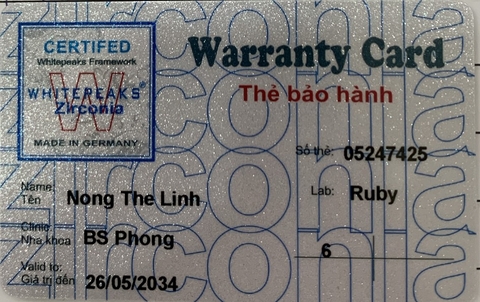 CERTIFED
Whitepeaks Framework
WHITEPEAKS®
Zirconia
W
MADE IN GERMANY
Warranty Card
Thẻ bảo hành
Số thẻ: 05247425
Name:
Tên Nong The Linh
Lab: Ruby
Clinic:
Nha khoa BS Phong
6
Valid to:
Giá trị đến 26/05/2034
zirconia